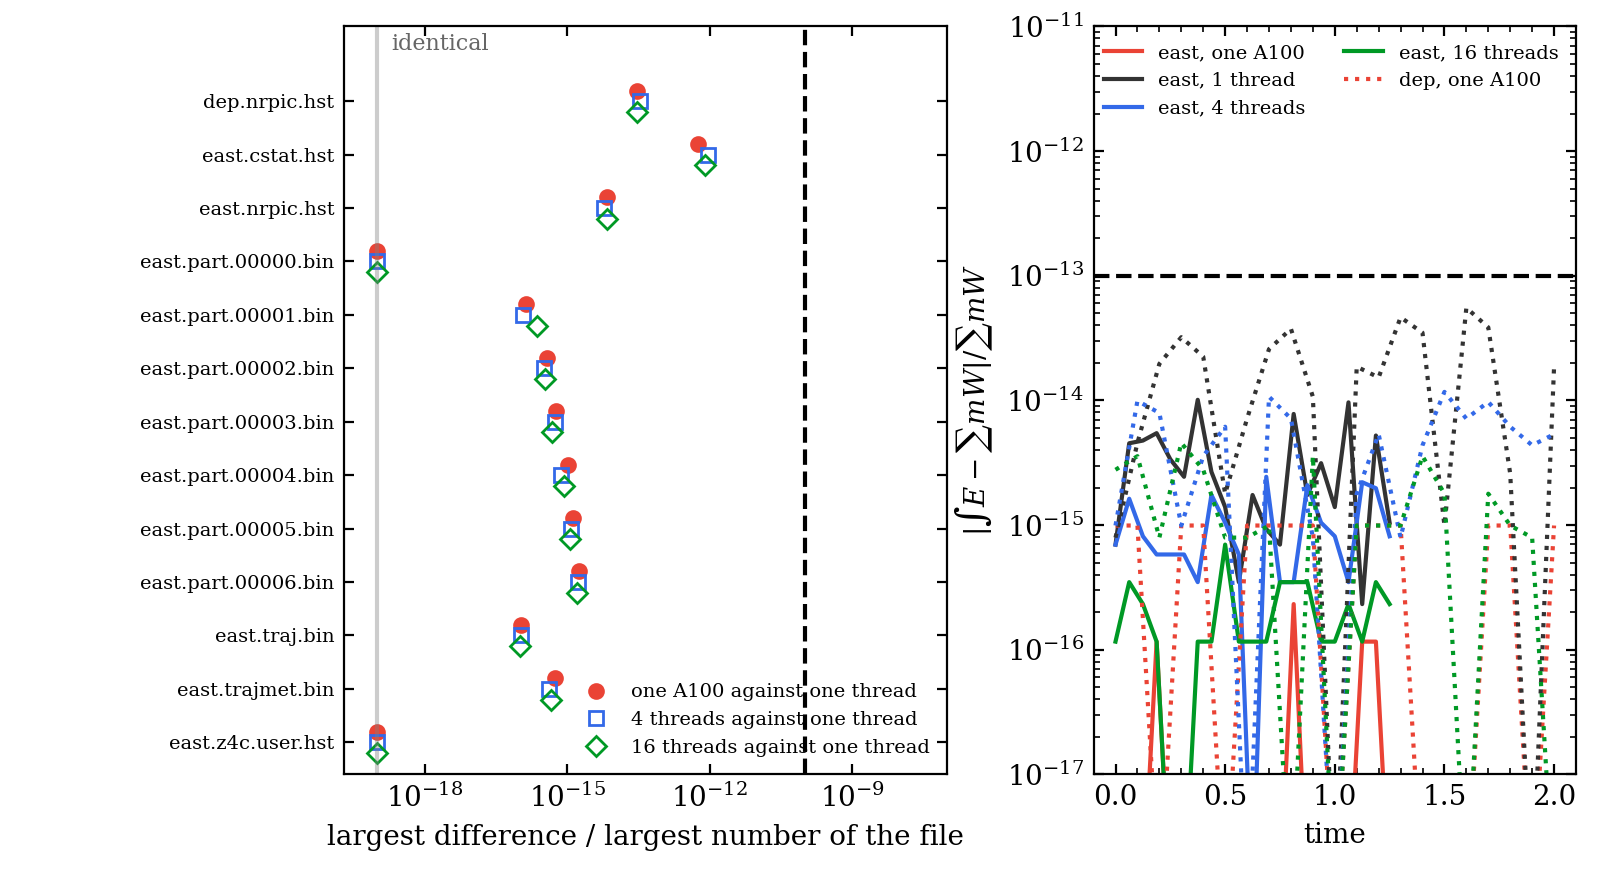 identical
dep.nrpic.hst
east.cstat.hst
east.nrpic.hst
east.part.00000.bin
east.part.00001.bin
east.part.00002.bin
east.part.00003.bin
east.part.00004.bin
east.part.00005.bin
east.part.00006.bin
east.traj.bin
east.trajmet.bin
east.z4c.user.hst
one A100 against one thread
4 threads against one thread
16 threads against one thread
10⁻¹⁸ 10⁻¹⁵ 10⁻¹² 10⁻⁹
largest difference / largest number of the file
|∫E − ∑mW|/∑mW
10⁻¹¹
10⁻¹²
10⁻¹³
10⁻¹⁴
10⁻¹⁵
10⁻¹⁶
10⁻¹⁷
east, one A100
east, 1 thread
east, 4 threads
east, 16 threads
dep, one A100
0.0 0.5 1.0 1.5 2.0
time